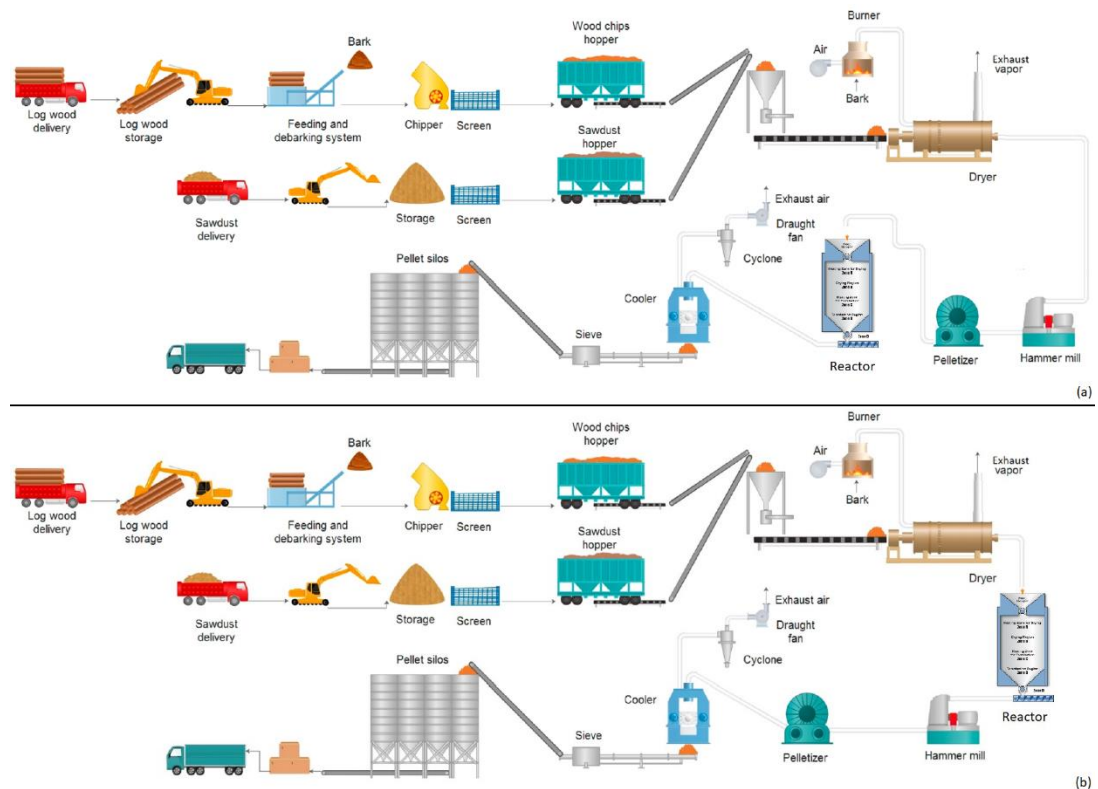 Burner
Wood chips
hopper
Bark
Air
Exhaust
vapor
Bark
Log wood
delivery
Log wood
storage
Feeding and
debarking system
Chipper
Screen
Sawdust
hopper
Dryer
Sawdust
delivery
Storage
Screen
Exhaust air
Draught
fan
Pellet silos
Cyclone
Cooler
Sieve
Reactor
Pelletizer
Hammer mill
(a)
Burner
Wood chips
hopper
Bark
Air
Exhaust
vapor
Bark
Log wood
delivery
Log wood
storage
Feeding and
debarking system
Chipper
Screen
Sawdust
hopper
Dryer
Sawdust
delivery
Storage
Screen
Exhaust air
Draught
fan
Pellet silos
Cyclone
Cooler
Reactor
Sieve
Pelletizer
Hammer mill
(b)